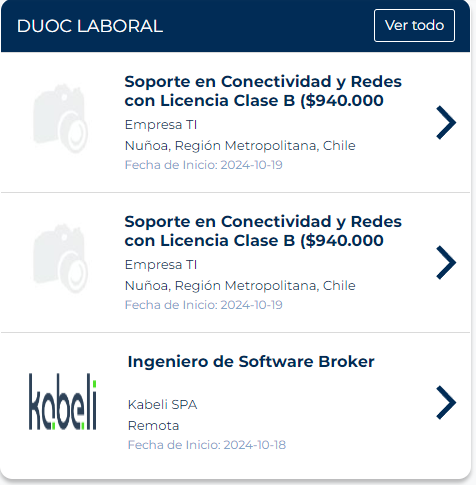 DUOC LABORAL
Ver todo
Soporte en Conectividad y Redes
con Licencia Clase B ($940.000
Empresa TI
Nuñoa, Región Metropolitana, Chile
Fecha de Inicio: 2024-10-19
Soporte en Conectividad y Redes
con Licencia Clase B ($940.000
Empresa TI
Nuñoa, Región Metropolitana, Chile
Fecha de Inicio: 2024-10-19
kabeli
Ingeniero de Software Broker
Kabeli SPA
Remota
Fecha de Inicio: 2024-10-18